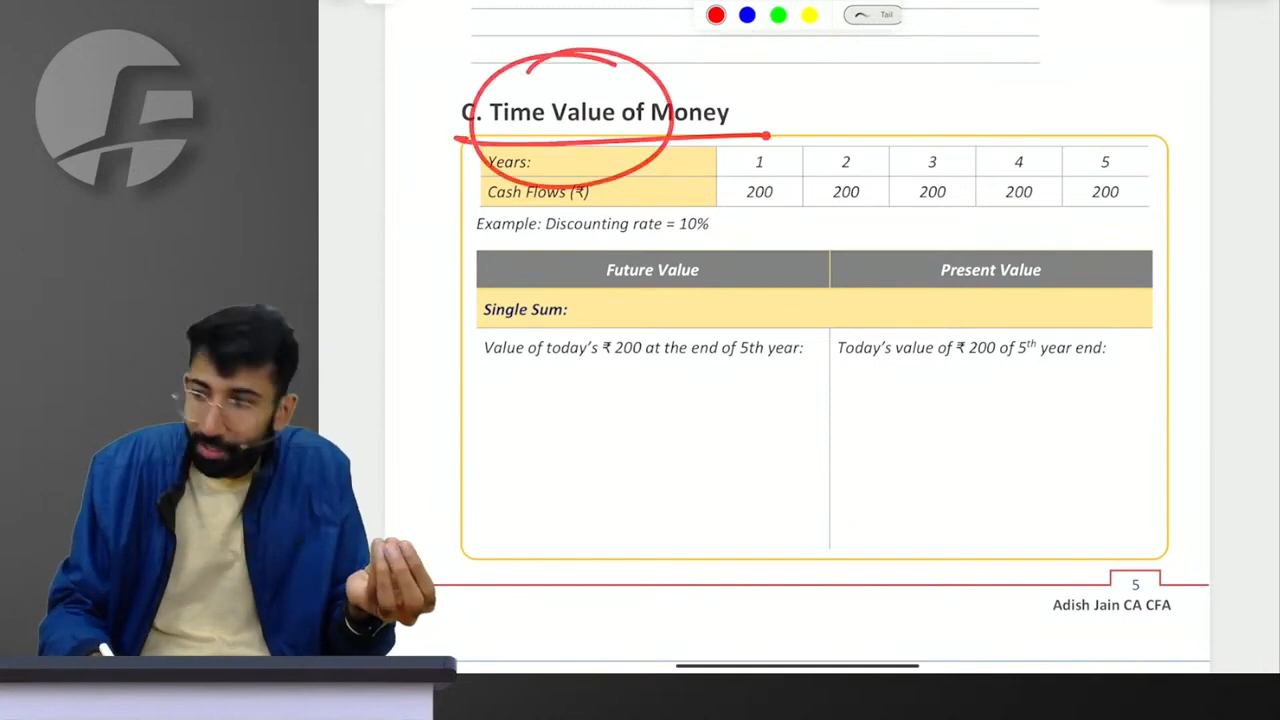 Tail
C. Time Value of Money
Years: 1 2 3 4 5
Cash Flows (₹) 200 200 200 200 200
Example: Discounting rate = 10%
Future Value Present Value
Single Sum:
Value of today's ₹ 200 at the end of 5th year: Today's value of ₹ 200 of 5th year end:
5
Adish Jain CA CFA